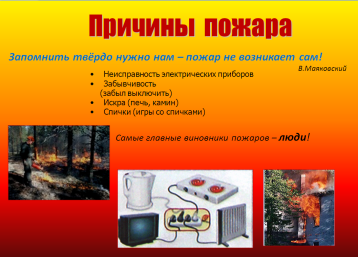 Причины пожара
Запомнить твёрдо нужно нам – пожар не возникает сам!
В.Маяковский
• Неисправность электрических приборов
• Забывчивость
(забыл выключить)
• Искра (печь, камин)
• Спички (игры со спичками)
Самые главные виновники пожаров – люди!